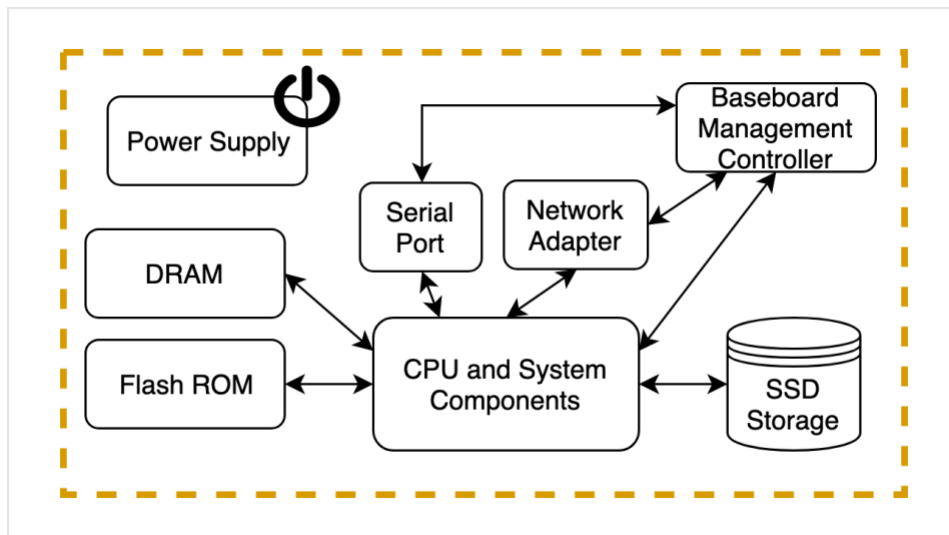 Power Supply
Baseboard
Management
Controller
Serial
Port
Network
Adapter
DRAM
Flash ROM
CPU and System
Components
SSD
Storage